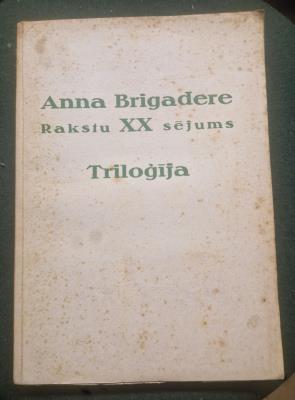 Anna Brigadere
Rakstu XX sējums
Triloģija